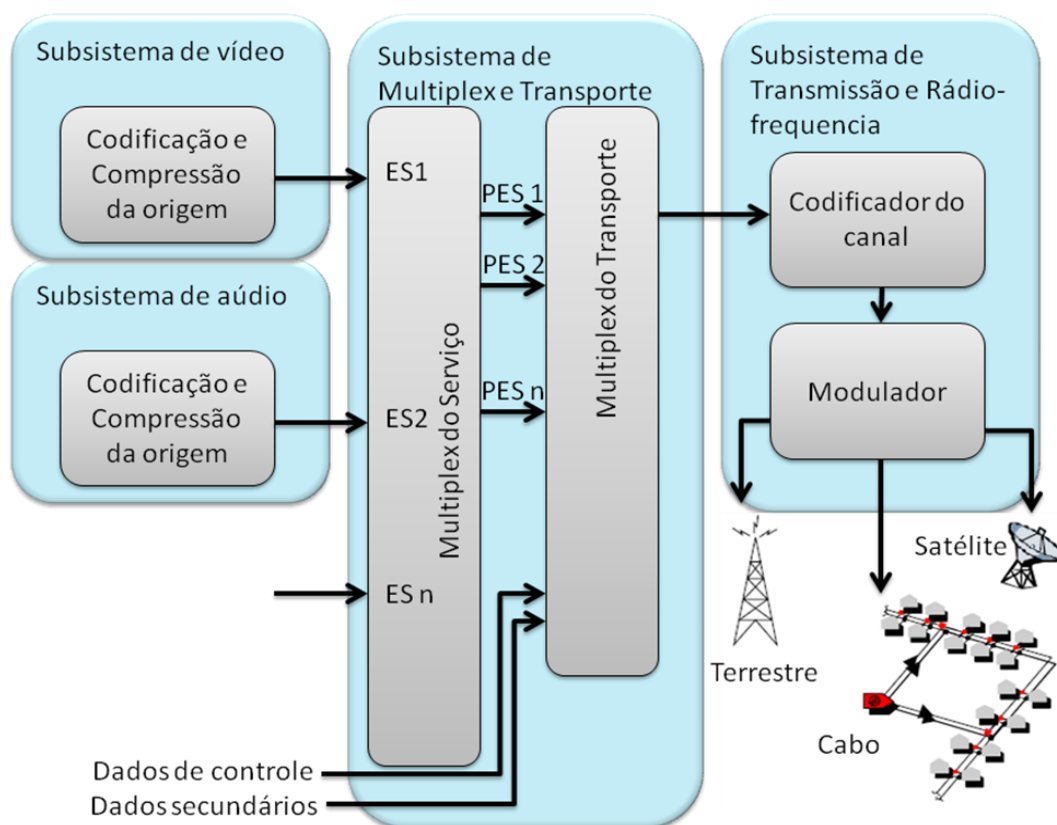 Subsistema de vídeo
Codificação e
Compressão
da origem
Subsistema de aúdio
Codificação e
Compressão
da origem
Subsistema de
Multiplex e Transporte
ES1
ES2
ES n
Multiplex do Serviço
PES 1
PES 2
PES n
Multiplex do Transporte
Dados de controle
Dados secundários
Subsistema de
Transmissão e Rádio-
frequencia
Codificador do
canal
Modulador
Terrestre
Satélite
Cabo